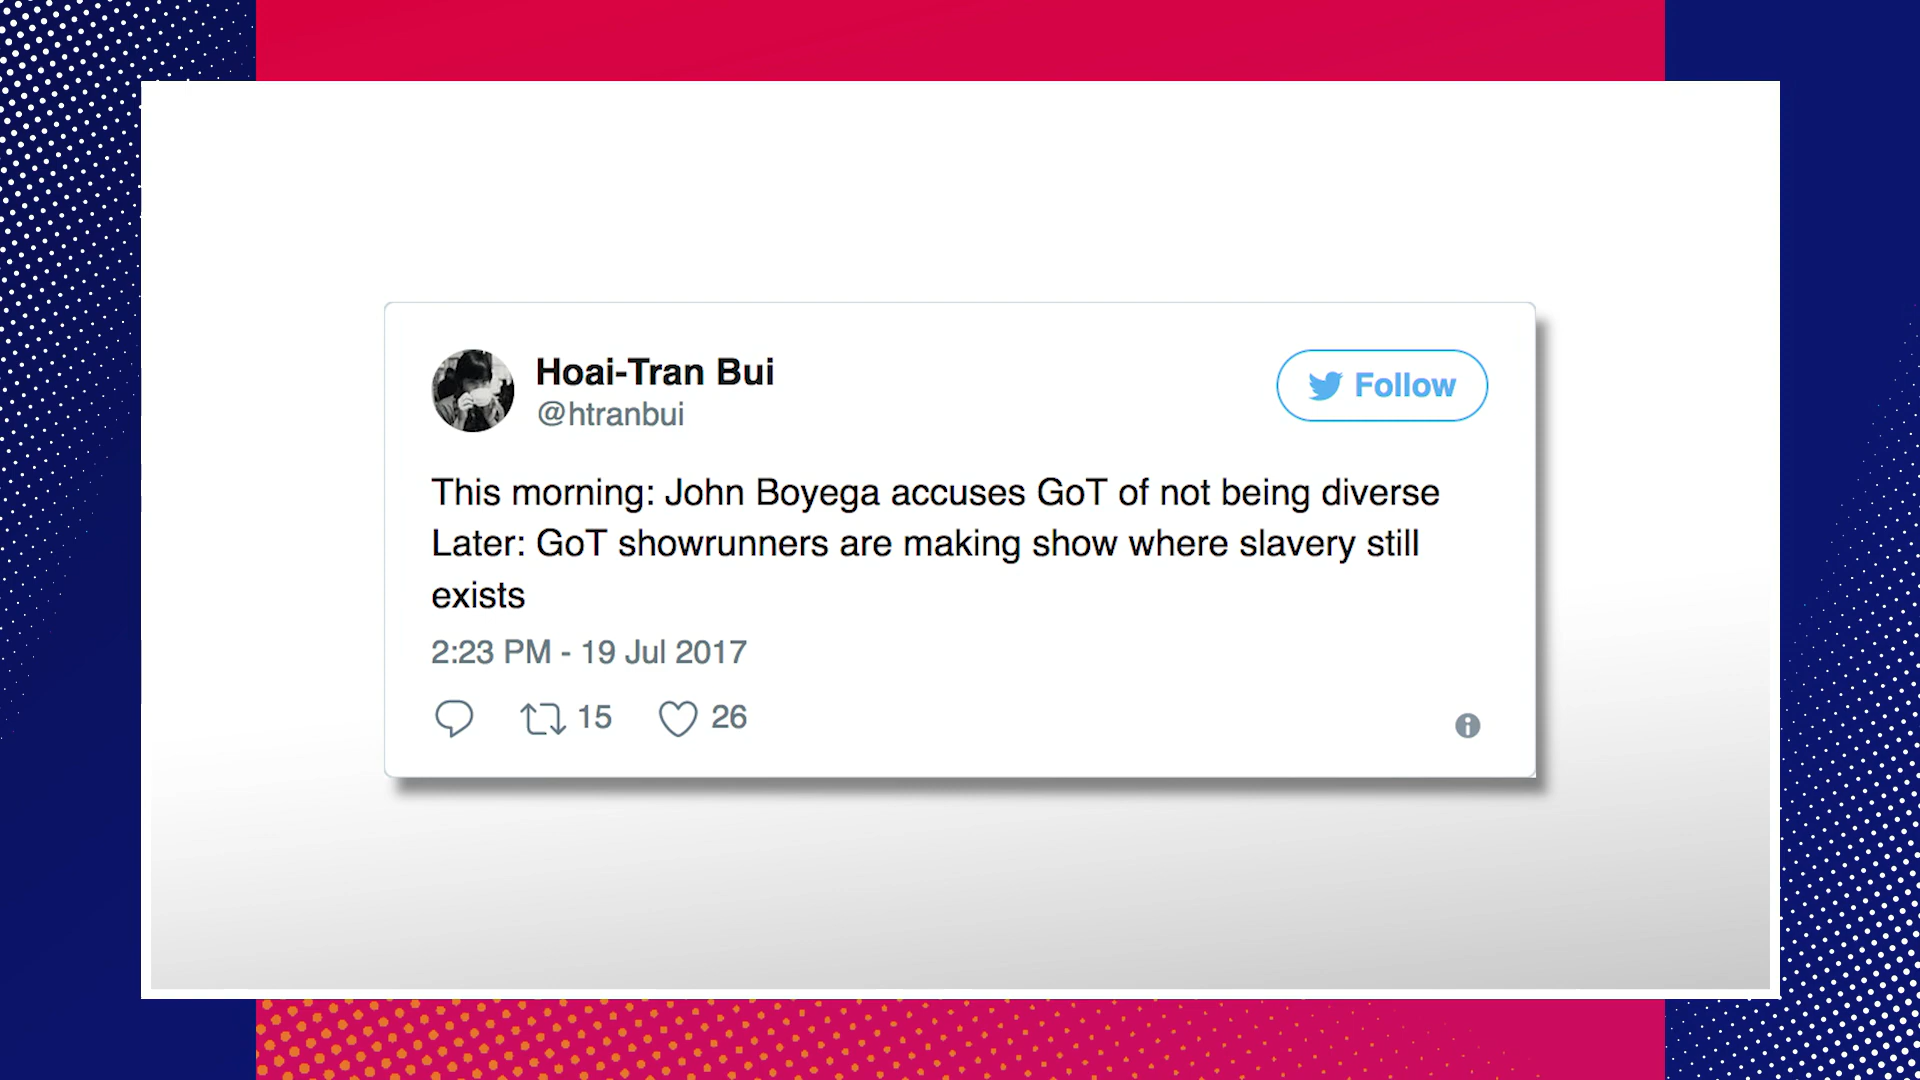 Hoai-Tran Bui
@htranbui
Follow
This morning: John Boyega accuses GoT of not being diverse
Later: GoT showrunners are making show where slavery still
exists
2:23 PM - 19 Jul 2017
15 26